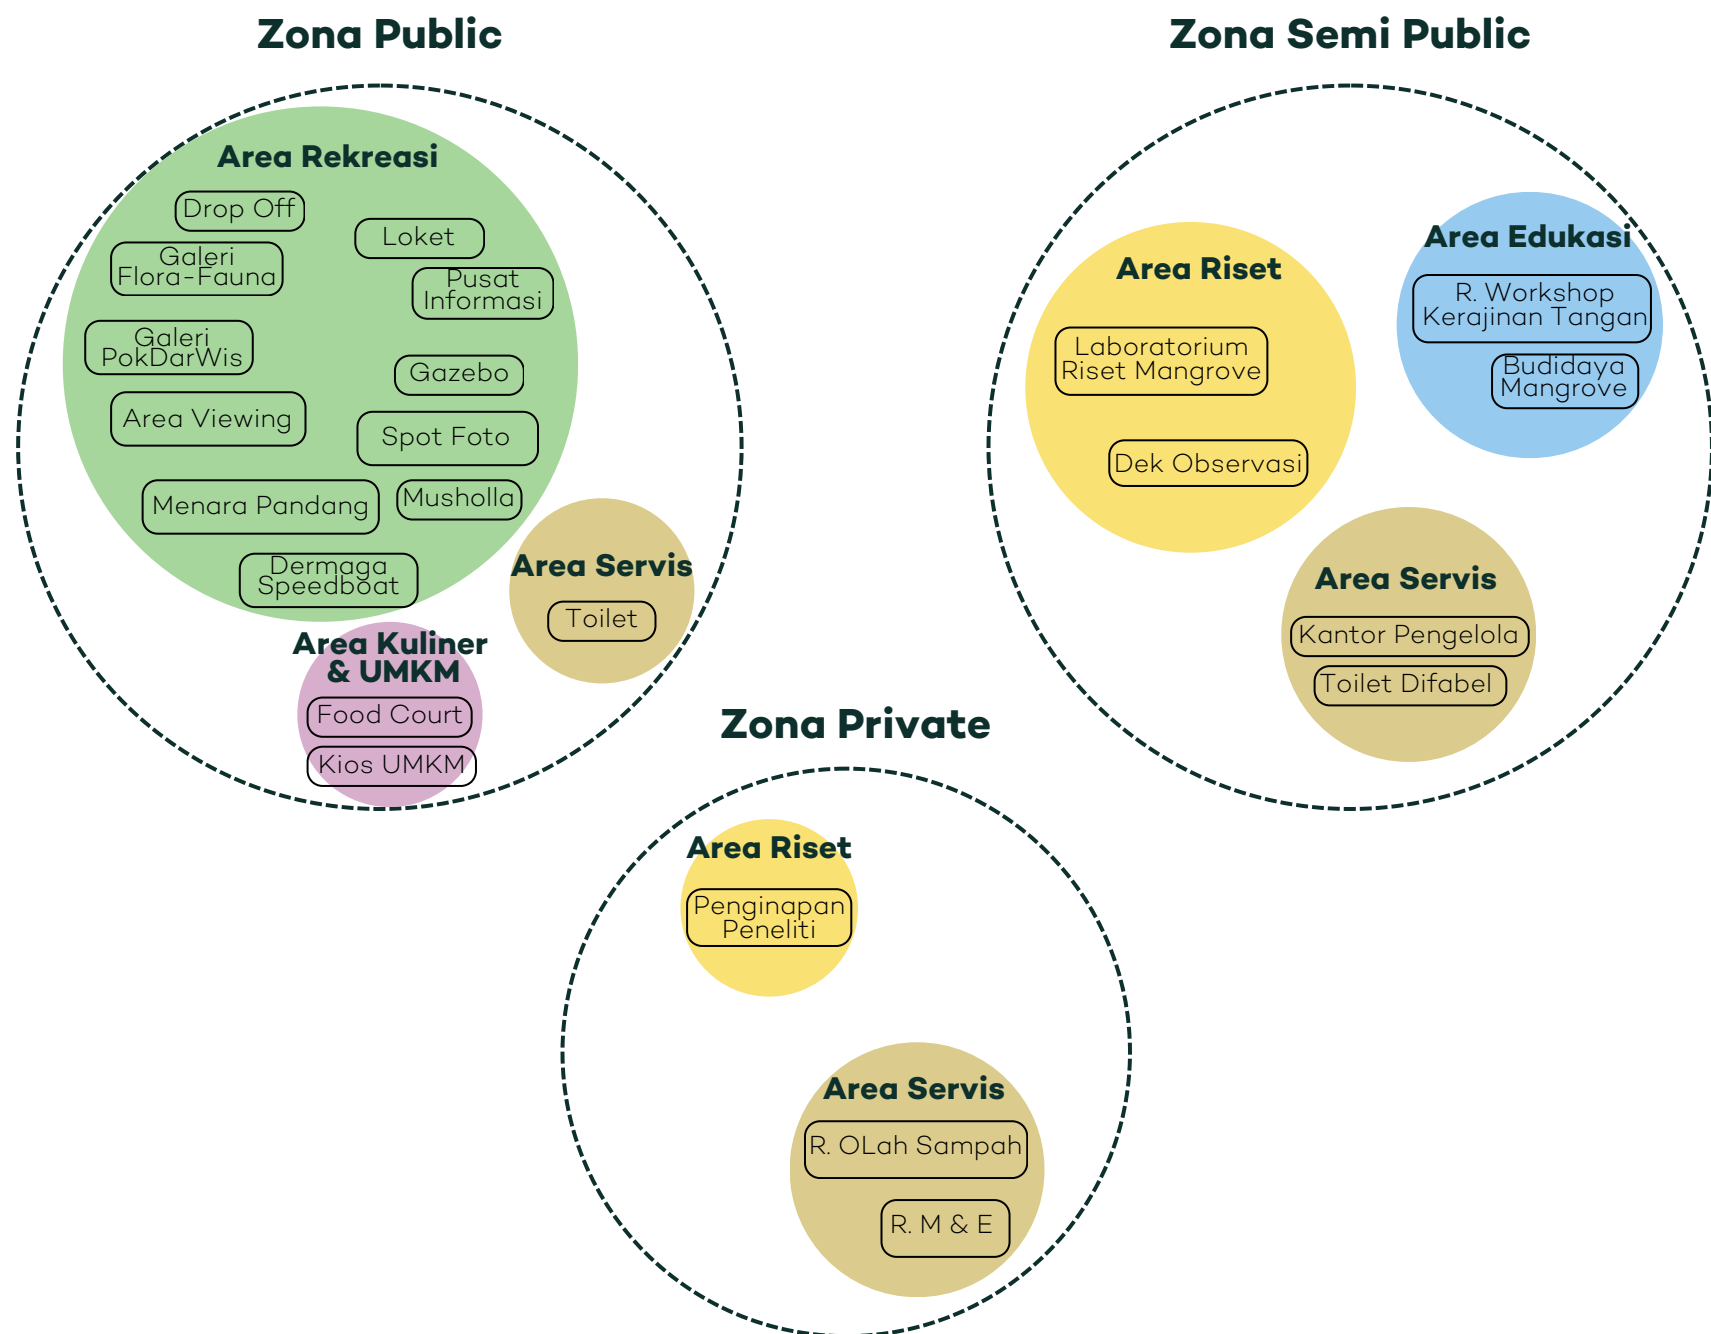 Zona Public
Area Rekreasi
Drop Off
Loket
Galeri
Flora-Fauna
Pusat
Informasi
Galeri
PokDarWis
Gazebo
Area Viewing
Spot Foto
Menara Pandang
Musholla
Dermaga
Speedboat
Area Servis
Toilet
Area Kuliner
& UMKM
Food Court
Kios UMKM
Zona Semi Public
Area Riset
Laboratorium
Riset Mangrove
Dek Observasi
Area Edukasi
R. Workshop
Kerajinan Tangan
Budidaya
Mangrove
Area Servis
Kantor Pengelola
Toilet Difabel
Zona Private
Area Riset
Penginapan
Peneliti
Area Servis
R. OLah Sampah
R. M & E